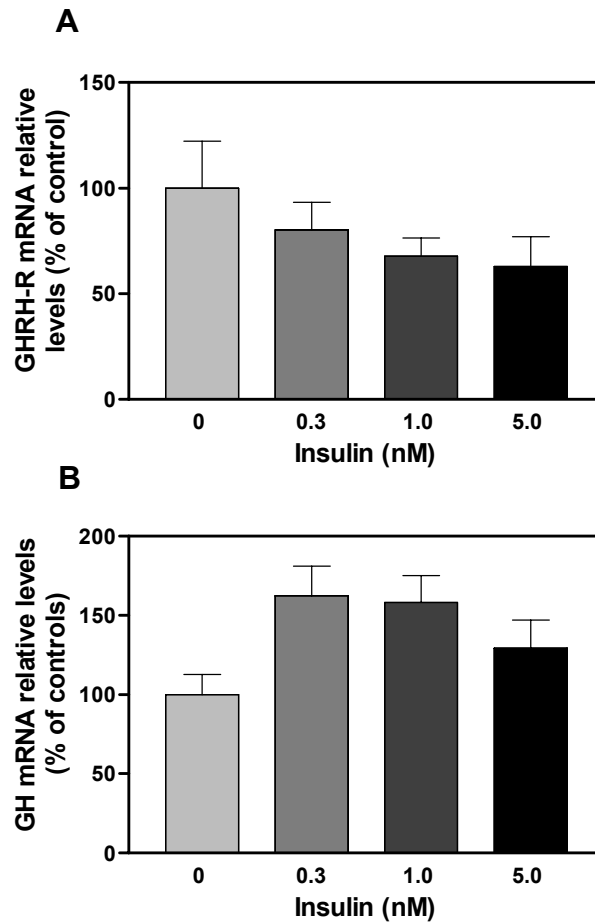 A
GHRH-R mRNA relative
levels (% of control)
150
100
50
0
0 0.3 1.0 5.0
Insulin (nM)
B
GH mRNA relative levels
(% of controls)
200
150
100
50
0
0 0.3 1.0 5.0
Insulin (nM)